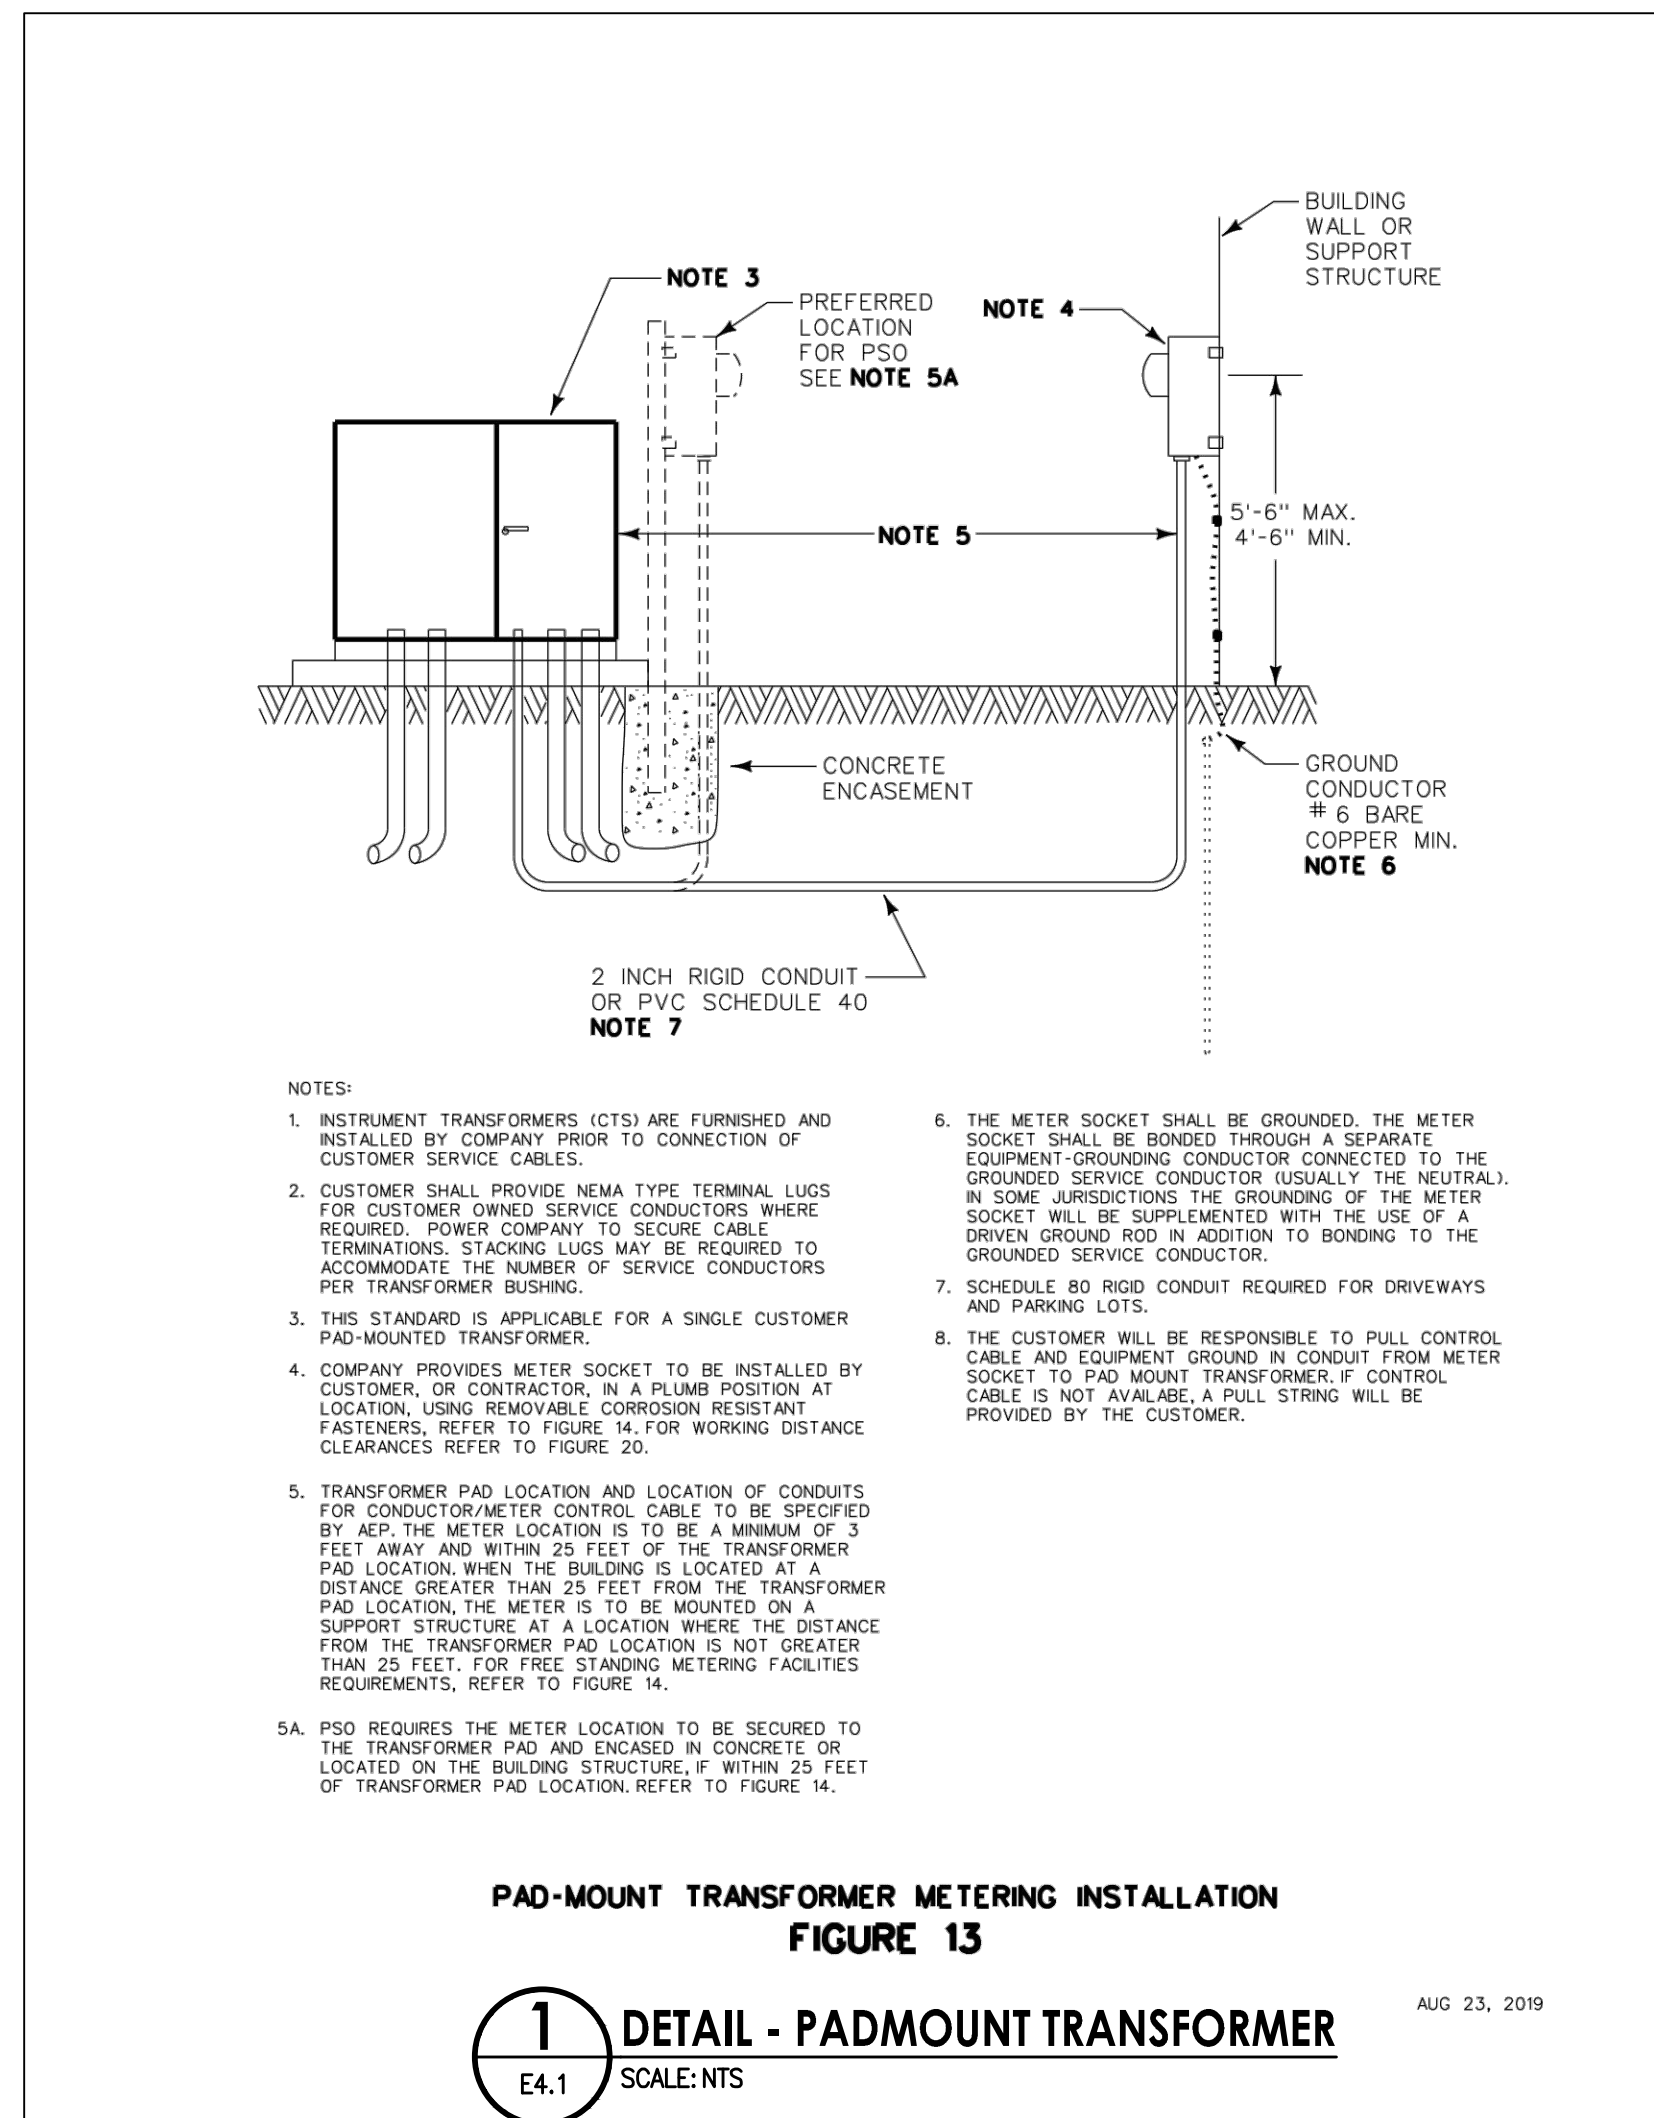 BUILDING
WALL OR
SUPPORT
STRUCTURE
NOTE 3
PREFERRED
LOCATION
FOR PSO
SEE NOTE 5A
NOTE 4
5'-6" MAX.
4'-6" MIN.
NOTE 5
CONCRETE
ENCASEMENT
GROUND
CONDUCTOR
# 6 BARE
COPPER MIN.
NOTE 6
2 INCH RIGID CONDUIT
OR PVC SCHEDULE 40
NOTE 7
NOTES:
1. INSTRUMENT TRANSFORMERS (CTS) ARE FURNISHED AND
INSTALLED BY COMPANY PRIOR TO CONNECTION OF
CUSTOMER SERVICE CABLES.
2. CUSTOMER SHALL PROVIDE NEMA TYPE TERMINAL LUGS
FOR CUSTOMER OWNED SERVICE CONDUCTORS WHERE
REQUIRED. POWER COMPANY TO SECURE CABLE
TERMINATIONS. STACKING LUGS MAY BE REQUIRED TO
ACCOMMODATE THE NUMBER OF SERVICE CONDUCTORS
PER TRANSFORMER BUSHING.
3. THIS STANDARD IS APPLICABLE FOR A SINGLE CUSTOMER
PAD-MOUNTED TRANSFORMER.
4. COMPANY PROVIDES METER SOCKET TO BE INSTALLED BY
CUSTOMER, OR CONTRACTOR, IN A PLUMB POSITION AT
LOCATION, USING REMOVABLE CORROSION RESISTANT
FASTENERS, REFER TO FIGURE 14. FOR WORKING DISTANCE
CLEARANCES REFER TO FIGURE 20.
5. TRANSFORMER PAD LOCATION AND LOCATION OF CONDUITS
FOR CONDUCTOR/METER CONTROL CABLE TO BE SPECIFIED
BY AEP. THE METER LOCATION IS TO BE A MINIMUM OF 3
FEET AWAY AND WITHIN 25 FEET OF THE TRANSFORMER
PAD LOCATION. WHEN THE BUILDING IS LOCATED AT A
DISTANCE GREATER THAN 25 FEET FROM THE TRANSFORMER
PAD LOCATION, THE METER IS TO BE MOUNTED ON A
SUPPORT STRUCTURE AT A LOCATION WHERE THE DISTANCE
FROM THE TRANSFORMER PAD LOCATION IS NOT GREATER
THAN 25 FEET. FOR FREE STANDING METERING FACILITIES
REQUIREMENTS, REFER TO FIGURE 14.
5A. PSO REQUIRES THE METER LOCATION TO BE SECURED TO
THE TRANSFORMER PAD AND ENCASED IN CONCRETE OR
LOCATED ON THE BUILDING STRUCTURE, IF WITHIN 25 FEET
OF TRANSFORMER PAD LOCATION. REFER TO FIGURE 14.
6. THE METER SOCKET SHALL BE GROUNDED. THE METER
SOCKET SHALL BE BONDED THROUGH A SEPARATE
EQUIPMENT-GROUNDING CONDUCTOR CONNECTED TO THE
GROUNDED SERVICE CONDUCTOR (USUALLY THE NEUTRAL).
IN SOME JURISDICTIONS THE GROUNDING OF THE METER
SOCKET WILL BE SUPPLEMENTED WITH THE USE OF A
DRIVEN GROUND ROD IN ADDITION TO BONDING TO THE
GROUNDED SERVICE CONDUCTOR.
7. SCHEDULE 80 RIGID CONDUIT REQUIRED FOR DRIVEWAYS
AND PARKING LOTS.
8. THE CUSTOMER WILL BE RESPONSIBLE TO PULL CONTROL
CABLE AND EQUIPMENT GROUND IN CONDUIT FROM METER
SOCKET TO PAD MOUNT TRANSFORMER. IF CONTROL
CABLE IS NOT AVAILABE, A PULL STRING WILL BE
PROVIDED BY THE CUSTOMER.
PAD-MOUNT TRANSFORMER METERING INSTALLATION
FIGURE 13
AUG 23, 2019
1
E4.1
DETAIL - PADMOUNT TRANSFORMER
SCALE: NTS